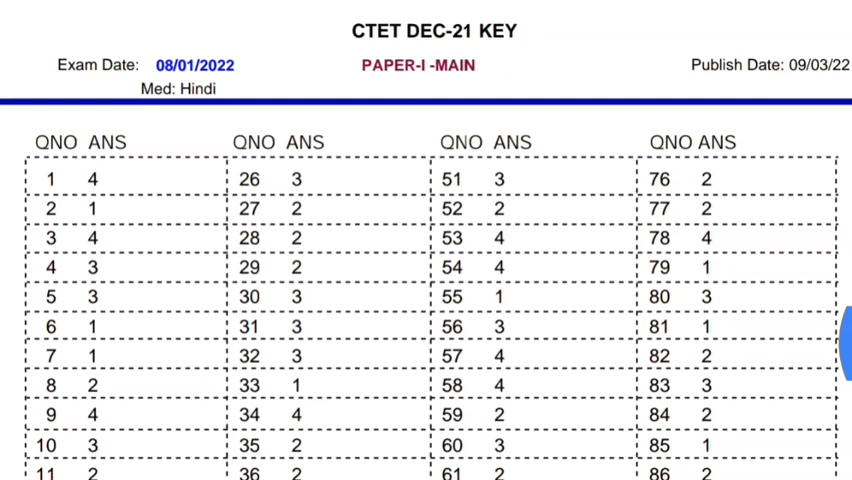 CTET DEC-21 KEY
Exam Date: 08/01/2022 PAPER-I -MAIN Publish Date: 09/03/22
Med: Hindi
QNO ANS QNO ANS QNO ANS QNO ANS
1 4 26 3 51 3 76 2
2 1 27 2 52 2 77 2
3 4 28 2 53 4 78 4
4 3 29 2 54 4 79 1
5 3 30 3 55 1 80 3
6 1 31 3 56 3 81 1
7 1 32 3 57 4 82 2
8 2 33 1 58 4 83 3
9 4 34 4 59 2 84 2
10 3 35 2 60 3 85 1
11 2 36 2 61 2 86 2